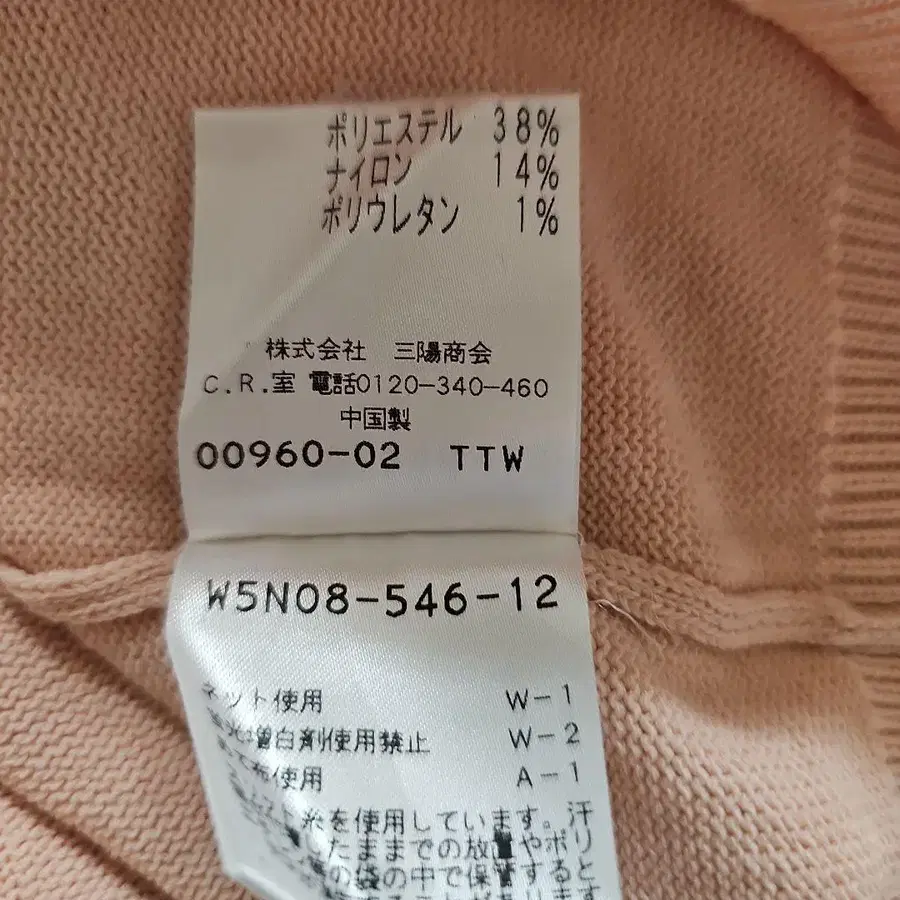 ポリエステル 38%
ナイロン 14%
ポリウレタン 1%
株式会社 三陽商会
C.R.室 電話0120-340-460
中国製
00960-02 TTW
W5N08-546-12
ネット使用 W-1
増白剤使用禁止 W-2
布使用 A-1
糸を使用しています。汗
たままでの放置やポリ
の袋の中で保管すると